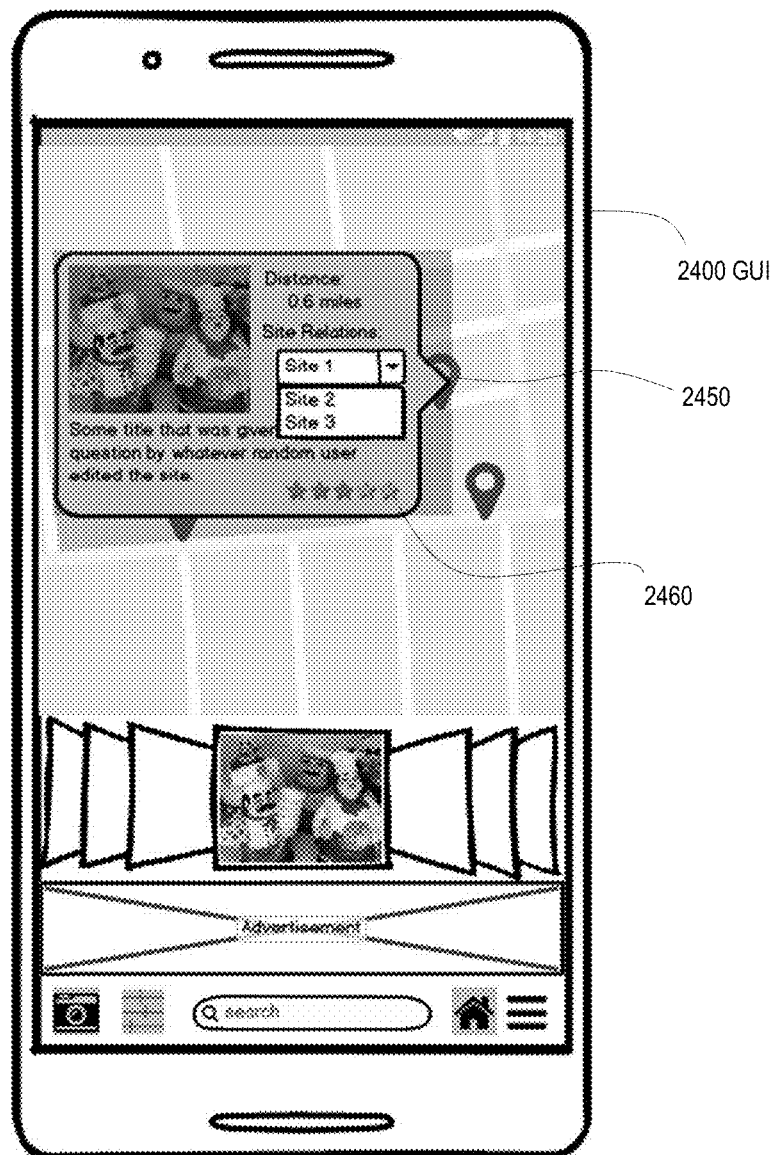 Distance:
0.6 miles
Site Relations:
Site 1
Site 2
Site 3
Some title that was given
question by whatever random user
edited the site.
2400 GUI
2450
2460
Advertisement
search